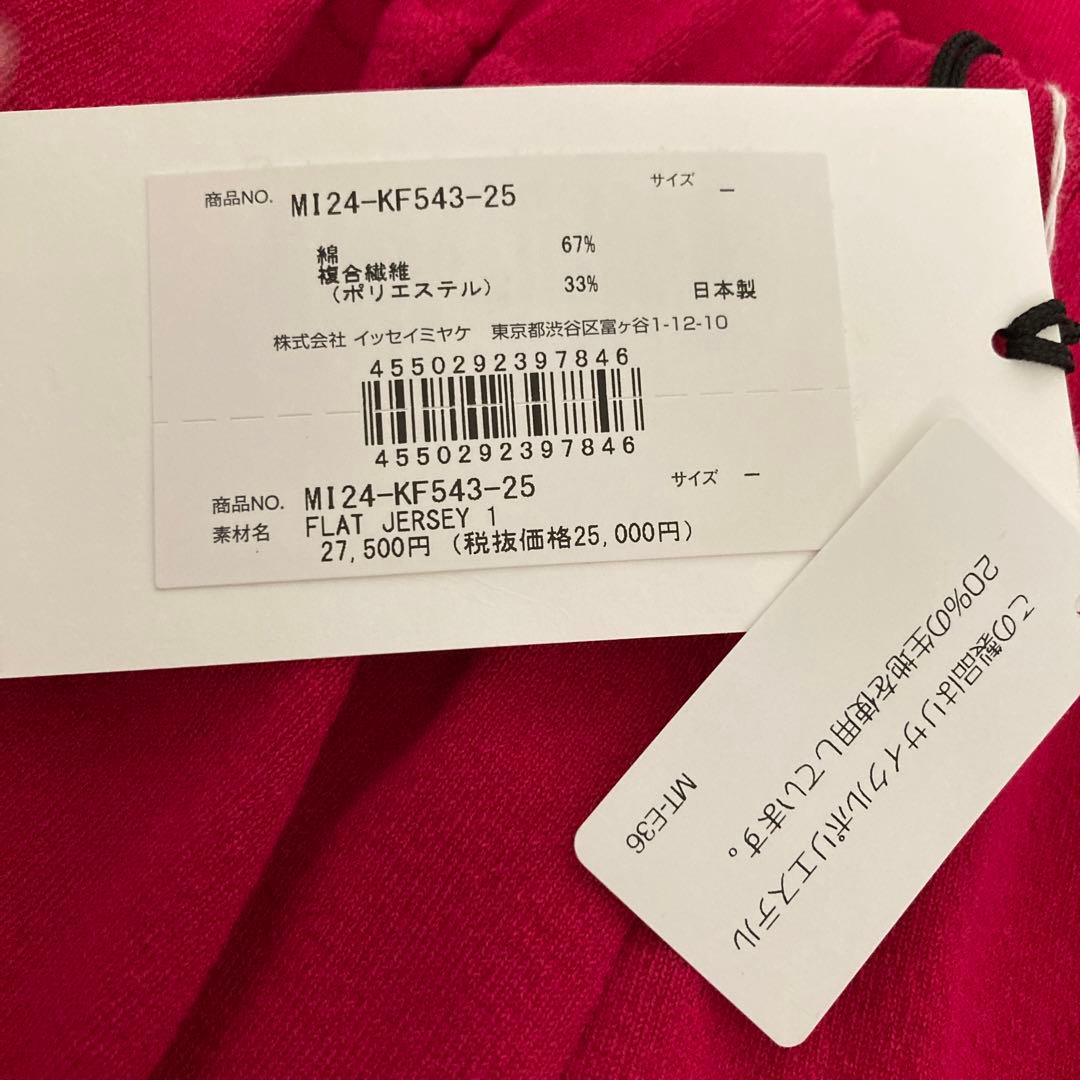 商品NO. MI24-KF543-25 サイズ —
綿 67%
複合繊維
(ポリエステル) 33% 日本製
株式会社 イッセイミヤケ 東京都渋谷区富ヶ谷1-12-10
4550292397846
4550292397846
商品NO. MI24-KF543-25 サイズ —
素材名 FLAT JERSEY 1
27,500円 (税抜価格25,000円)
この製品はリサイクルポリエステル
20%の生地を使用しています。
MT-E36